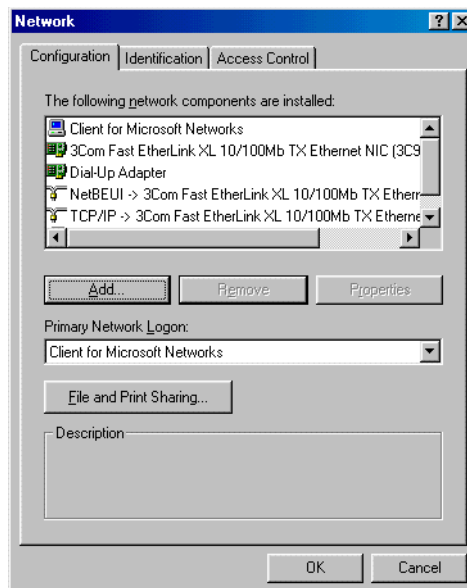 Network
Configuration Identification Access Control
The following network components are installed:
Client for Microsoft Networks
3Com Fast EtherLink XL 10/100Mb TX Ethernet NIC (3C9
Dial-Up Adapter
NetBEUI -> 3Com Fast EtherLink XL 10/100Mb TX Ethern
TCP/IP -> 3Com Fast EtherLink XL 10/100Mb TX Etherne
Add... Remove Properties
Primary Network Logon:
Client for Microsoft Networks
File and Print Sharing...
Description
OK Cancel